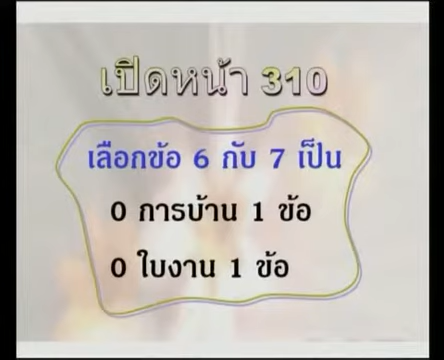 เปิดหน้า 310
เลือกข้อ 6 กับ 7 เป็น
0 การบ้าน 1 ข้อ
0 ใบงาน 1 ข้อ